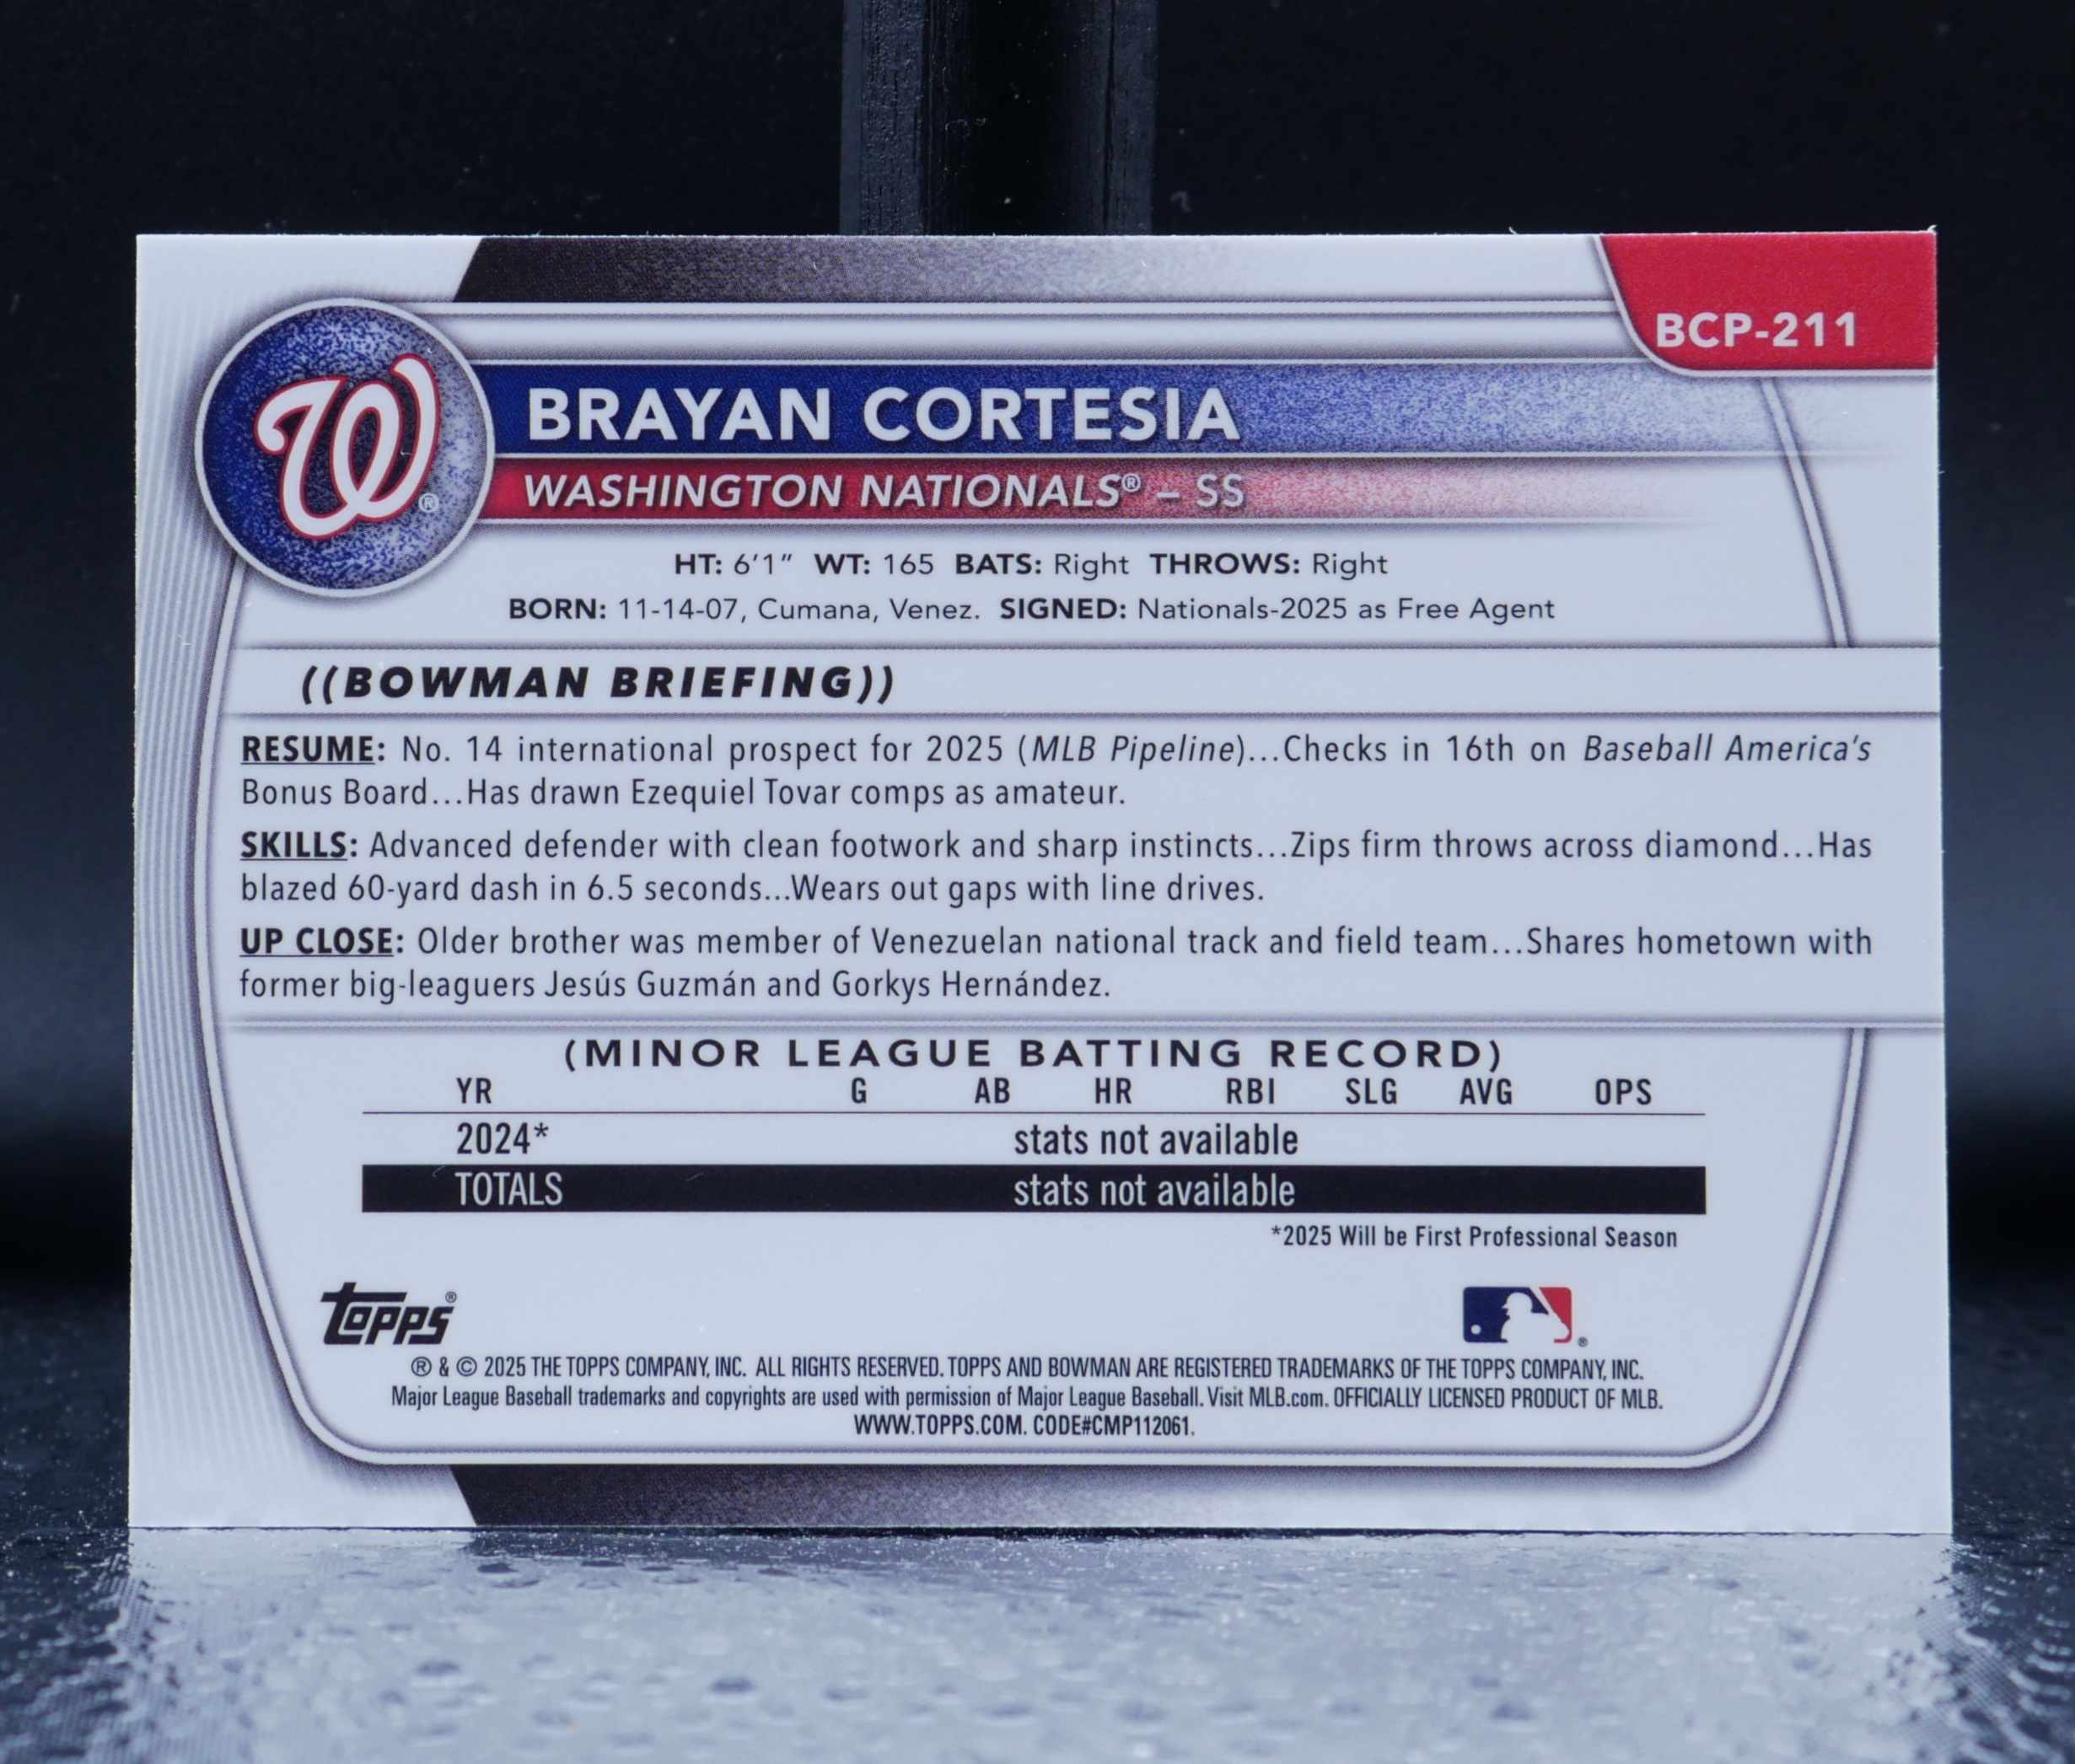 BCP-211
W®
BRAYAN CORTESIA
WASHINGTON NATIONALS® – SS
HT: 6'1" WT: 165 BATS: Right THROWS: Right
BORN: 11-14-07, Cumana, Venez. SIGNED: Nationals-2025 as Free Agent
((BOWMAN BRIEFING))
RESUME: No. 14 international prospect for 2025 (MLB Pipeline)...Checks in 16th on Baseball America's
Bonus Board...Has drawn Ezequiel Tovar comps as amateur.
SKILLS: Advanced defender with clean footwork and sharp instincts...Zips firm throws across diamond...Has
blazed 60-yard dash in 6.5 seconds...Wears out gaps with line drives.
UP CLOSE: Older brother was member of Venezuelan national track and field team...Shares hometown with
former big-leaguers Jesús Guzmán and Gorkys Hernández.
(MINOR LEAGUE BATTING RECORD)
YR G AB HR RBI SLG AVG OPS
2024* stats not available
TOTALS stats not available
*2025 Will be First Professional Season
topps®
®
® & © 2025 THE TOPPS COMPANY, INC. ALL RIGHTS RESERVED. TOPPS AND BOWMAN ARE REGISTERED TRADEMARKS OF THE TOPPS COMPANY, INC.
Major League Baseball trademarks and copyrights are used with permission of Major League Baseball. Visit MLB.com. OFFICIALLY LICENSED PRODUCT OF MLB.
WWW.TOPPS.COM. CODE#CMP112061.